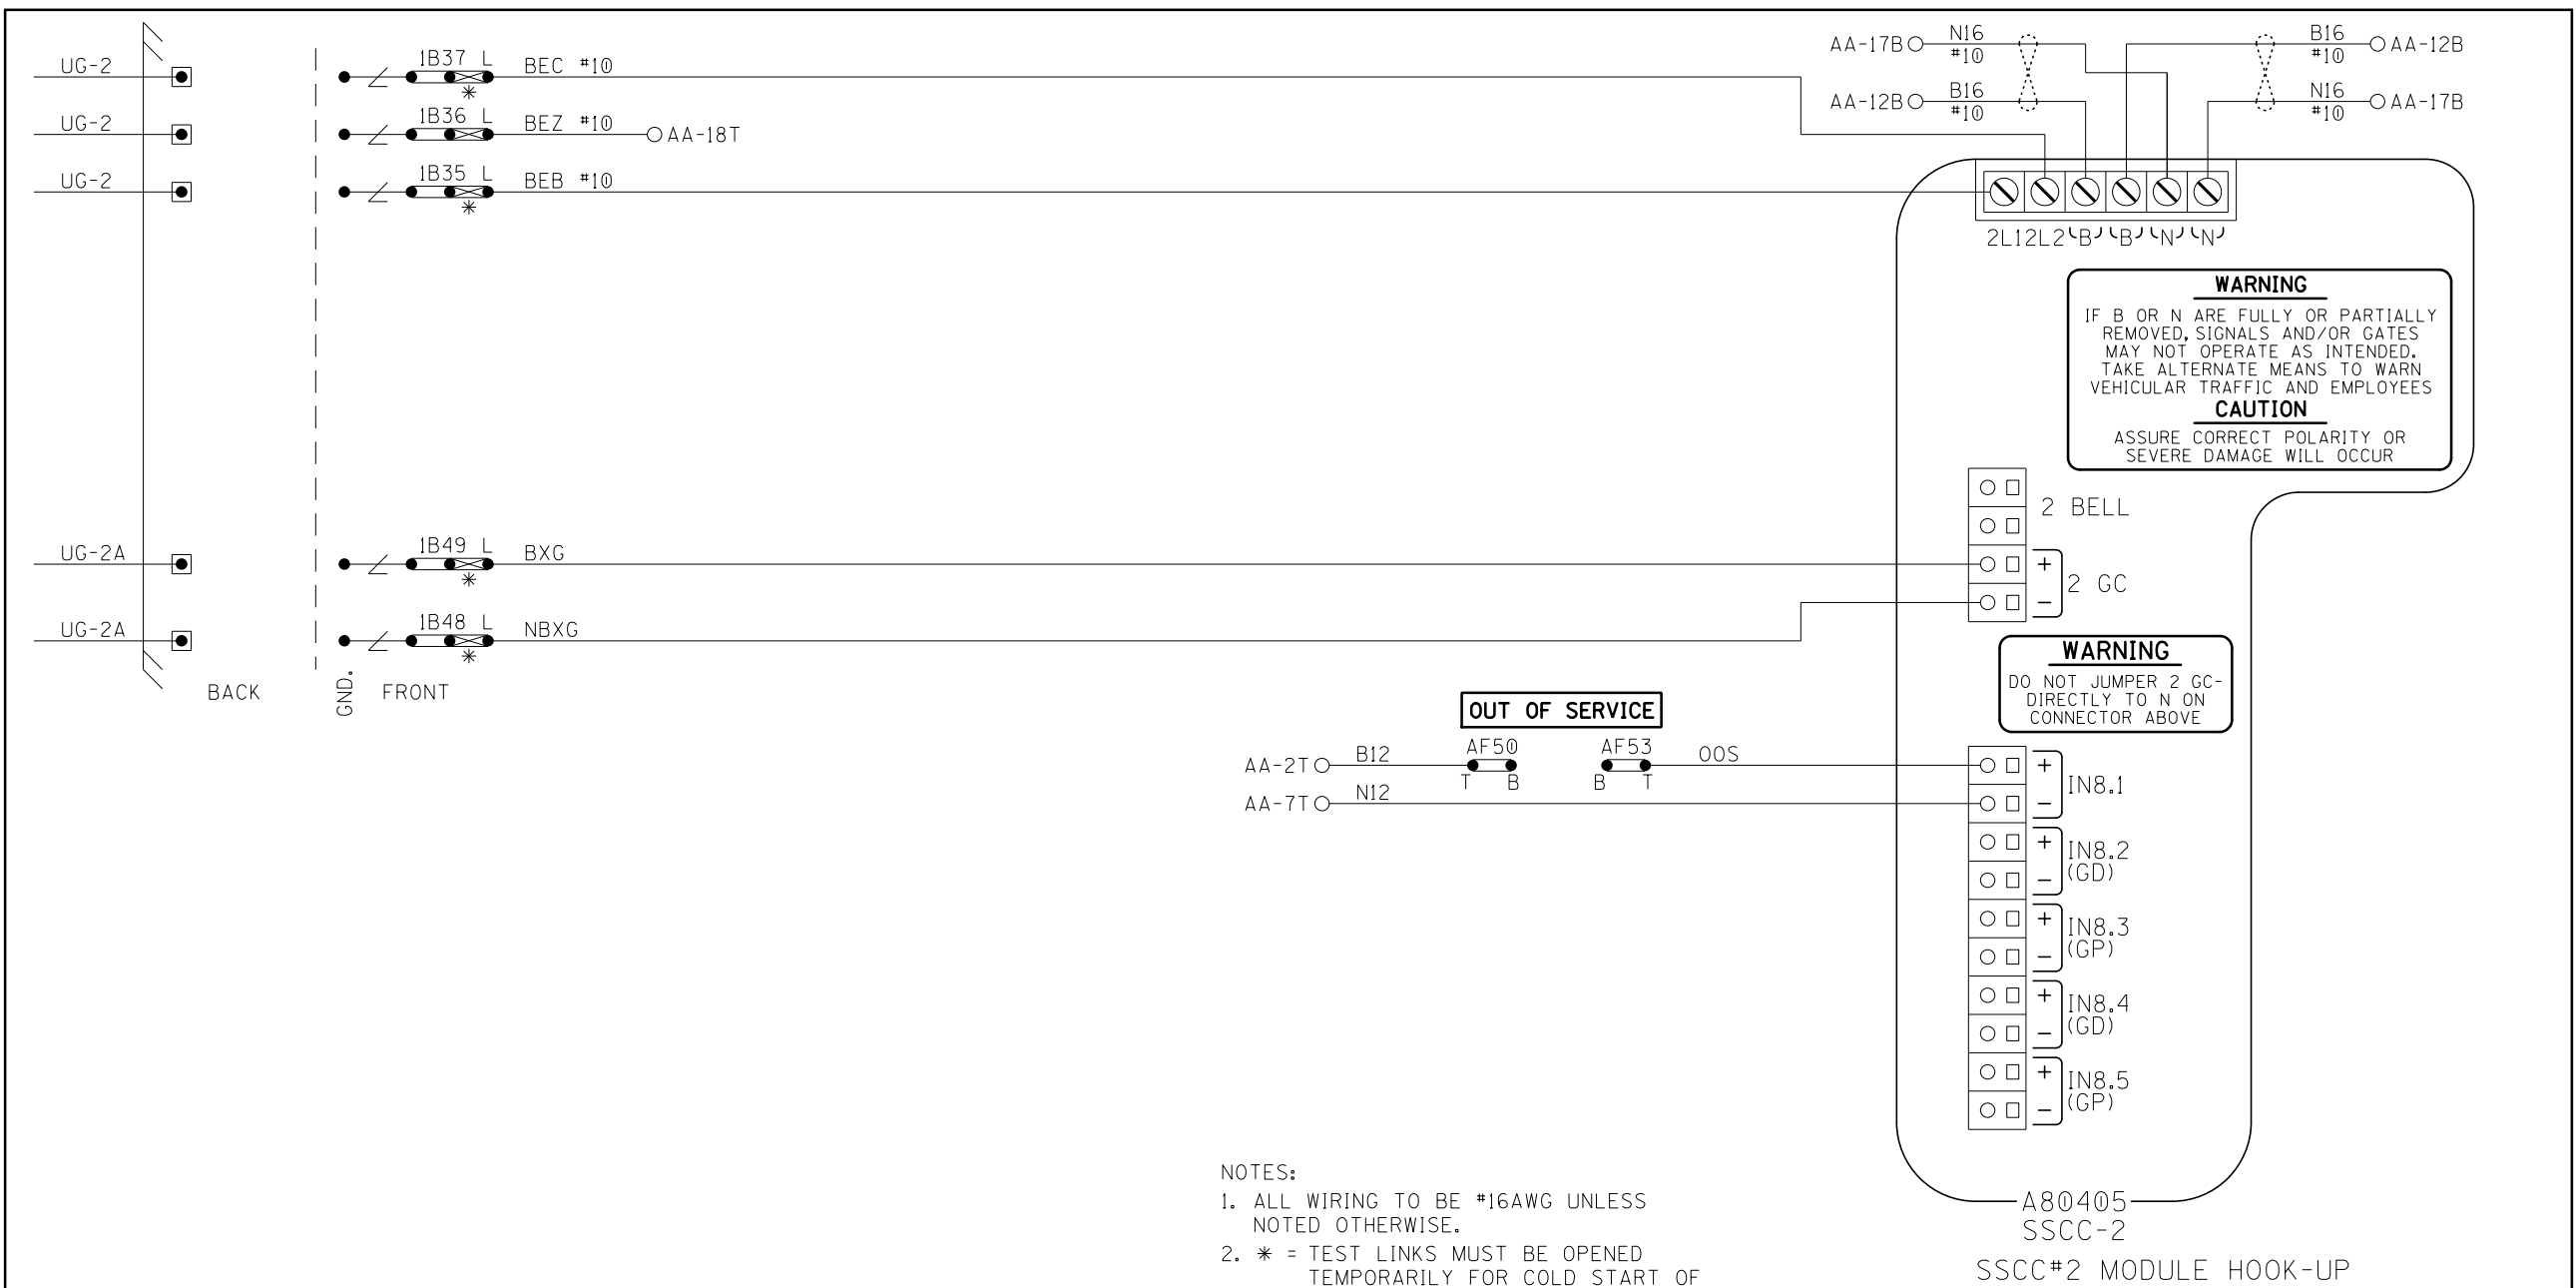 AA-17B N16 #10
B16 #10 AA-12B
AA-12B B16 #10
N16 #10 AA-17B
UG-2 1B37 L BEC #10
*
UG-2 1B36 L BEZ #10 AA-18T
UG-2 1B35 L BEB #10
*
2L1 2L2 B B N N
WARNING
IF B OR N ARE FULLY OR PARTIALLY
REMOVED, SIGNALS AND/OR GATES
MAY NOT OPERATE AS INTENDED.
TAKE ALTERNATE MEANS TO WARN
VEHICULAR TRAFFIC AND EMPLOYEES
CAUTION
ASSURE CORRECT POLARITY OR
SEVERE DAMAGE WILL OCCUR
2 BELL
UG-2A 1B49 L BXG
*
+
2 GC
-
UG-2A 1B48 L NBXG
*
BACK GND. FRONT
WARNING
DO NOT JUMPER 2 GC-
DIRECTLY TO N ON
CONNECTOR ABOVE
OUT OF SERVICE
AA-2T B12 AF50 AF53 OOS
T B B T
AA-7T N12
+
IN8.1
-
+
IN8.2
(GD)
-
+
IN8.3
(GP)
-
+
IN8.4
(GD)
-
+
IN8.5
(GP)
-
NOTES:
1. ALL WIRING TO BE #16AWG UNLESS
NOTED OTHERWISE.
2. * = TEST LINKS MUST BE OPENED
TEMPORARILY FOR COLD START OF
A80405
SSCC-2
SSCC#2 MODULE HOOK-UP